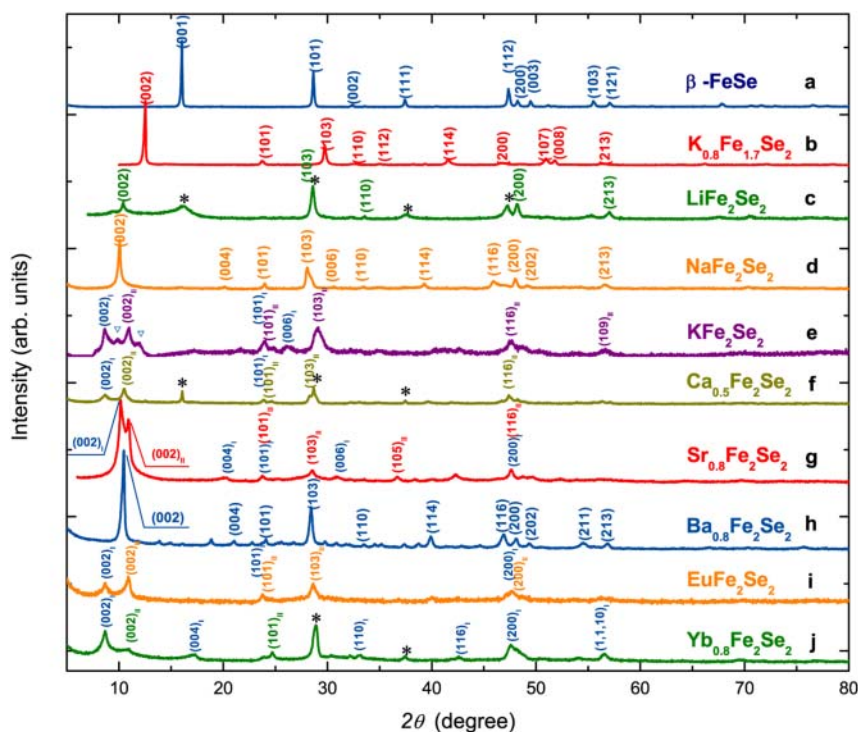 (001) (101) (002) (111) (112) (200) (003) (103) (121) β -FeSe a
(002) (101) (103) (110) (112) (114) (200) (107) (008) (213) K0.8Fe1.7Se2 b
(002) * (103) * (110) * * (200) (213) LiFe2Se2 c
(002) (004) (101) (103) (006) (110) (114) (116) (200) (202) (213) NaFe2Se2 d
(002)I (002)II (101)I (101)II (006)I (103)II (116)II (109)II KFe2Se2 e
(002)I (002)II * (101)I (101)II (103)II * * (116)II Ca0.5Fe2Se2 f
(002)I (002)II (004)I (101)I (101)II (103)II (006)I (105)II (200)I (116)II Sr0.8Fe2Se2 g
(002) (004) (101) (103) (110) (114) (116) (200) (202) (211) (213) Ba0.8Fe2Se2 h
(002)I (002)II (101)I (101)II (103)II (200)I (200)II EuFe2Se2 i
(002) (002)II (004)I (101)II * (110)I * (116)I (200)I (1,1,10)I Yb0.8Fe2Se2 j
Intensity (arb. units)
10 20 30 40 50 60 70 80
2θ (degree)